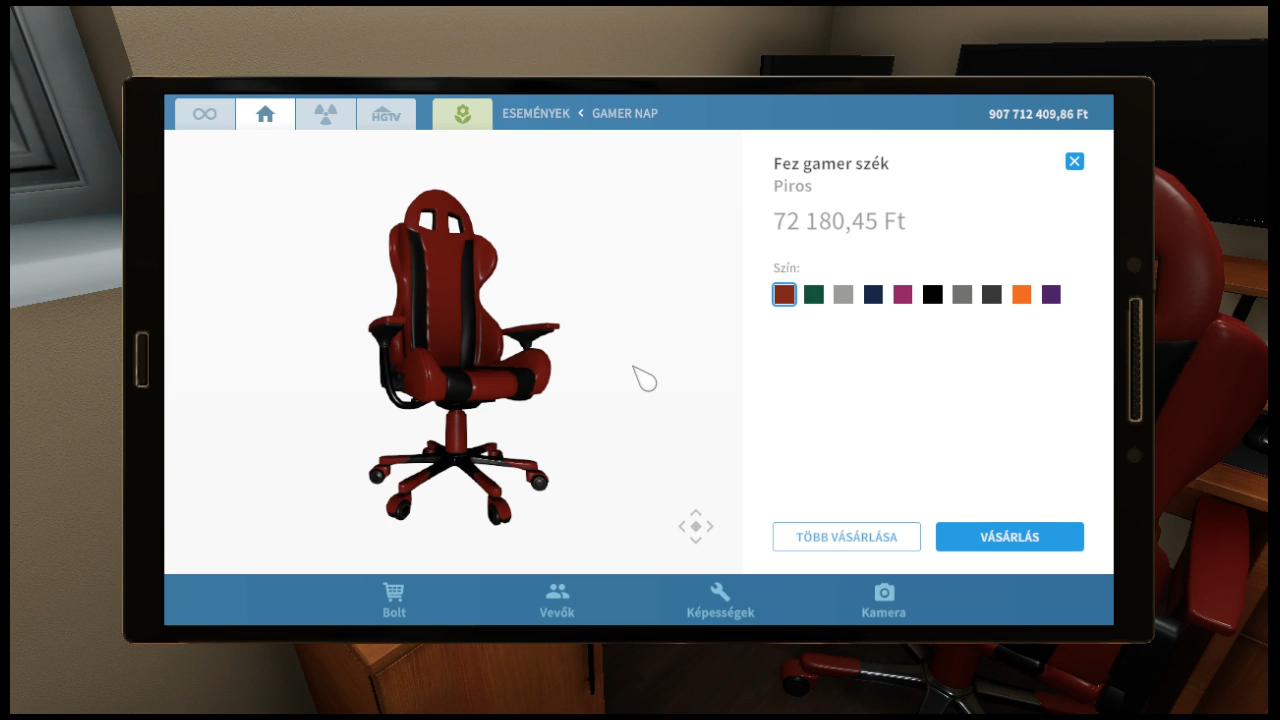 HGTV
ESEMÉNYEK < GAMER NAP
907 712 409,86 Ft
Fez gamer szék
Piros
72 180,45 Ft
Szín:
TÖBB VÁSÁRLÁSA
VÁSÁRLÁS
Bolt
Vevők
Képességek
Kamera